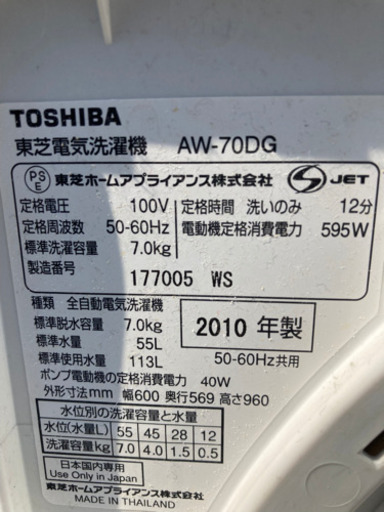 TOSHIBA
東芝電気洗濯機 AW-70DG
PS E 東芝ホームアプライアンス株式会社 S JET
定格電圧 100V 定格時間 洗いのみ 12分
定格周波数 50-60Hz 電動機定格消費電力 595W
標準洗濯容量 7.0kg
製造番号 177005 WS
種類 全自動電気洗濯機
標準脱水容量 7.0kg 2010 年製
標準水量 55L
標準使用水量 113L 50-60Hz共用
ポンプ電動機の定格消費電力 40W
外形寸法mm 幅600 奥行569 高さ960
水位別の洗濯容量と水量
水位(水量L) 55 45 28 12
洗濯容量kg 7.0 4.0 1.5 0.5
日本国内専用
Use Only in Japan
東芝ホームアプライアンス株式会社
MADE IN THAILAND